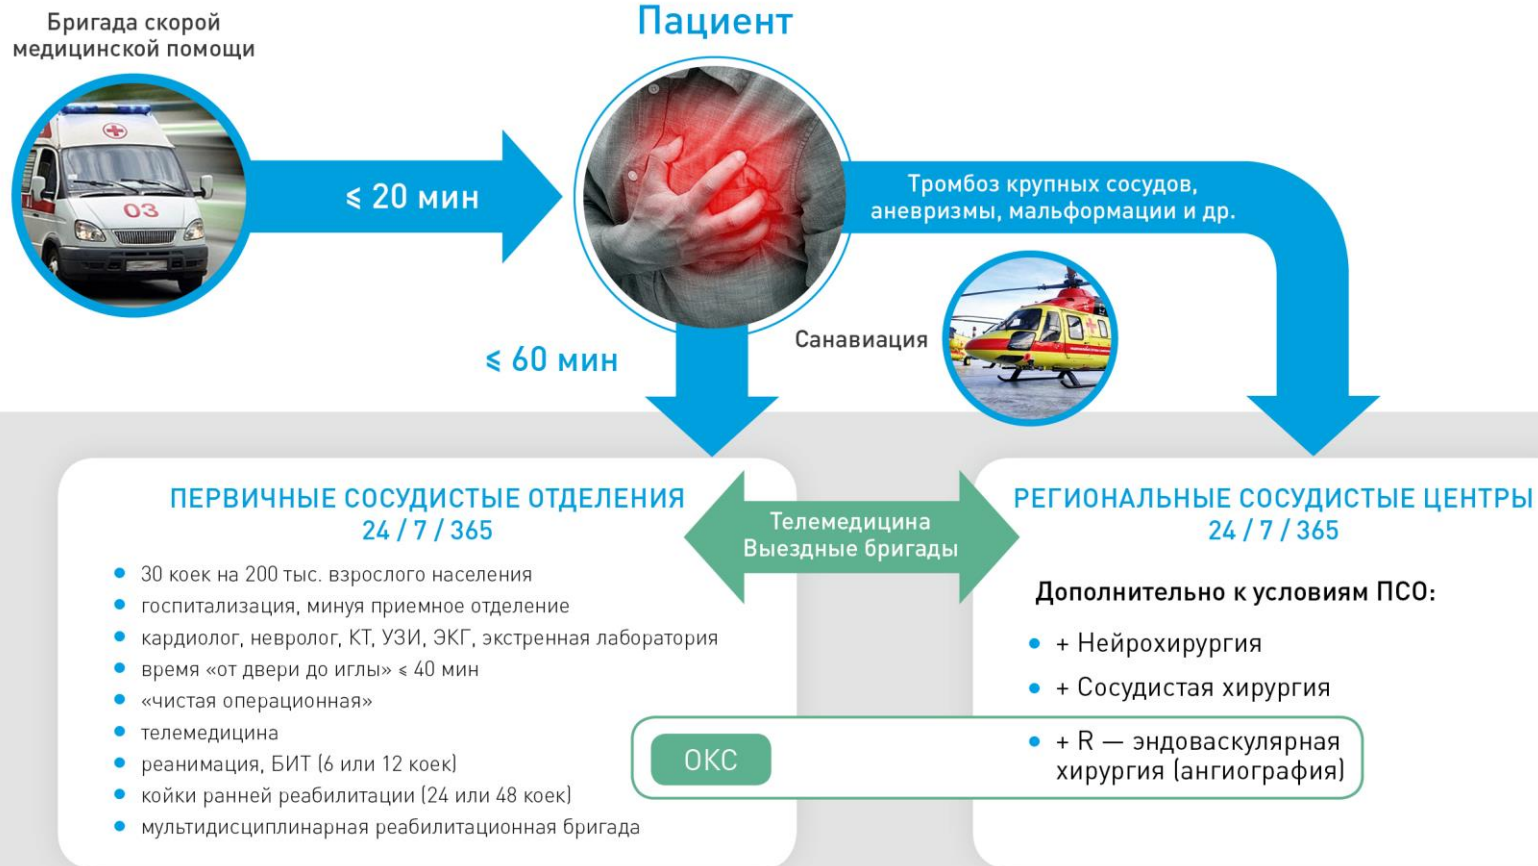 Бригада скорой
медицинской помощи
Пациент
03
≤ 20 мин
Тромбоз крупных сосудов,
аневризмы, мальформации и др.
≤ 60 мин
Санавиация
ПЕРВИЧНЫЕ СОСУДИСТЫЕ ОТДЕЛЕНИЯ
24 / 7 / 365
30 коек на 200 тыс. взрослого населения
госпитализация, минуя приемное отделение
кардиолог, невролог, КТ, УЗИ, ЭКГ, экстренная лаборатория
время «от двери до иглы» ≤ 40 мин
«чистая операционная»
телемедицина
реанимация, БИТ (6 или 12 коек)
койки ранней реабилитации (24 или 48 коек)
мультидисциплинарная реабилитационная бригада
Телемедицина
Выездные бригады
РЕГИОНАЛЬНЫЕ СОСУДИСТЫЕ ЦЕНТРЫ
24 / 7 / 365
Дополнительно к условиям ПСО:
+ Нейрохирургия
+ Сосудистая хирургия
ОКС
+ R — эндоваскулярная
хирургия (ангиография)